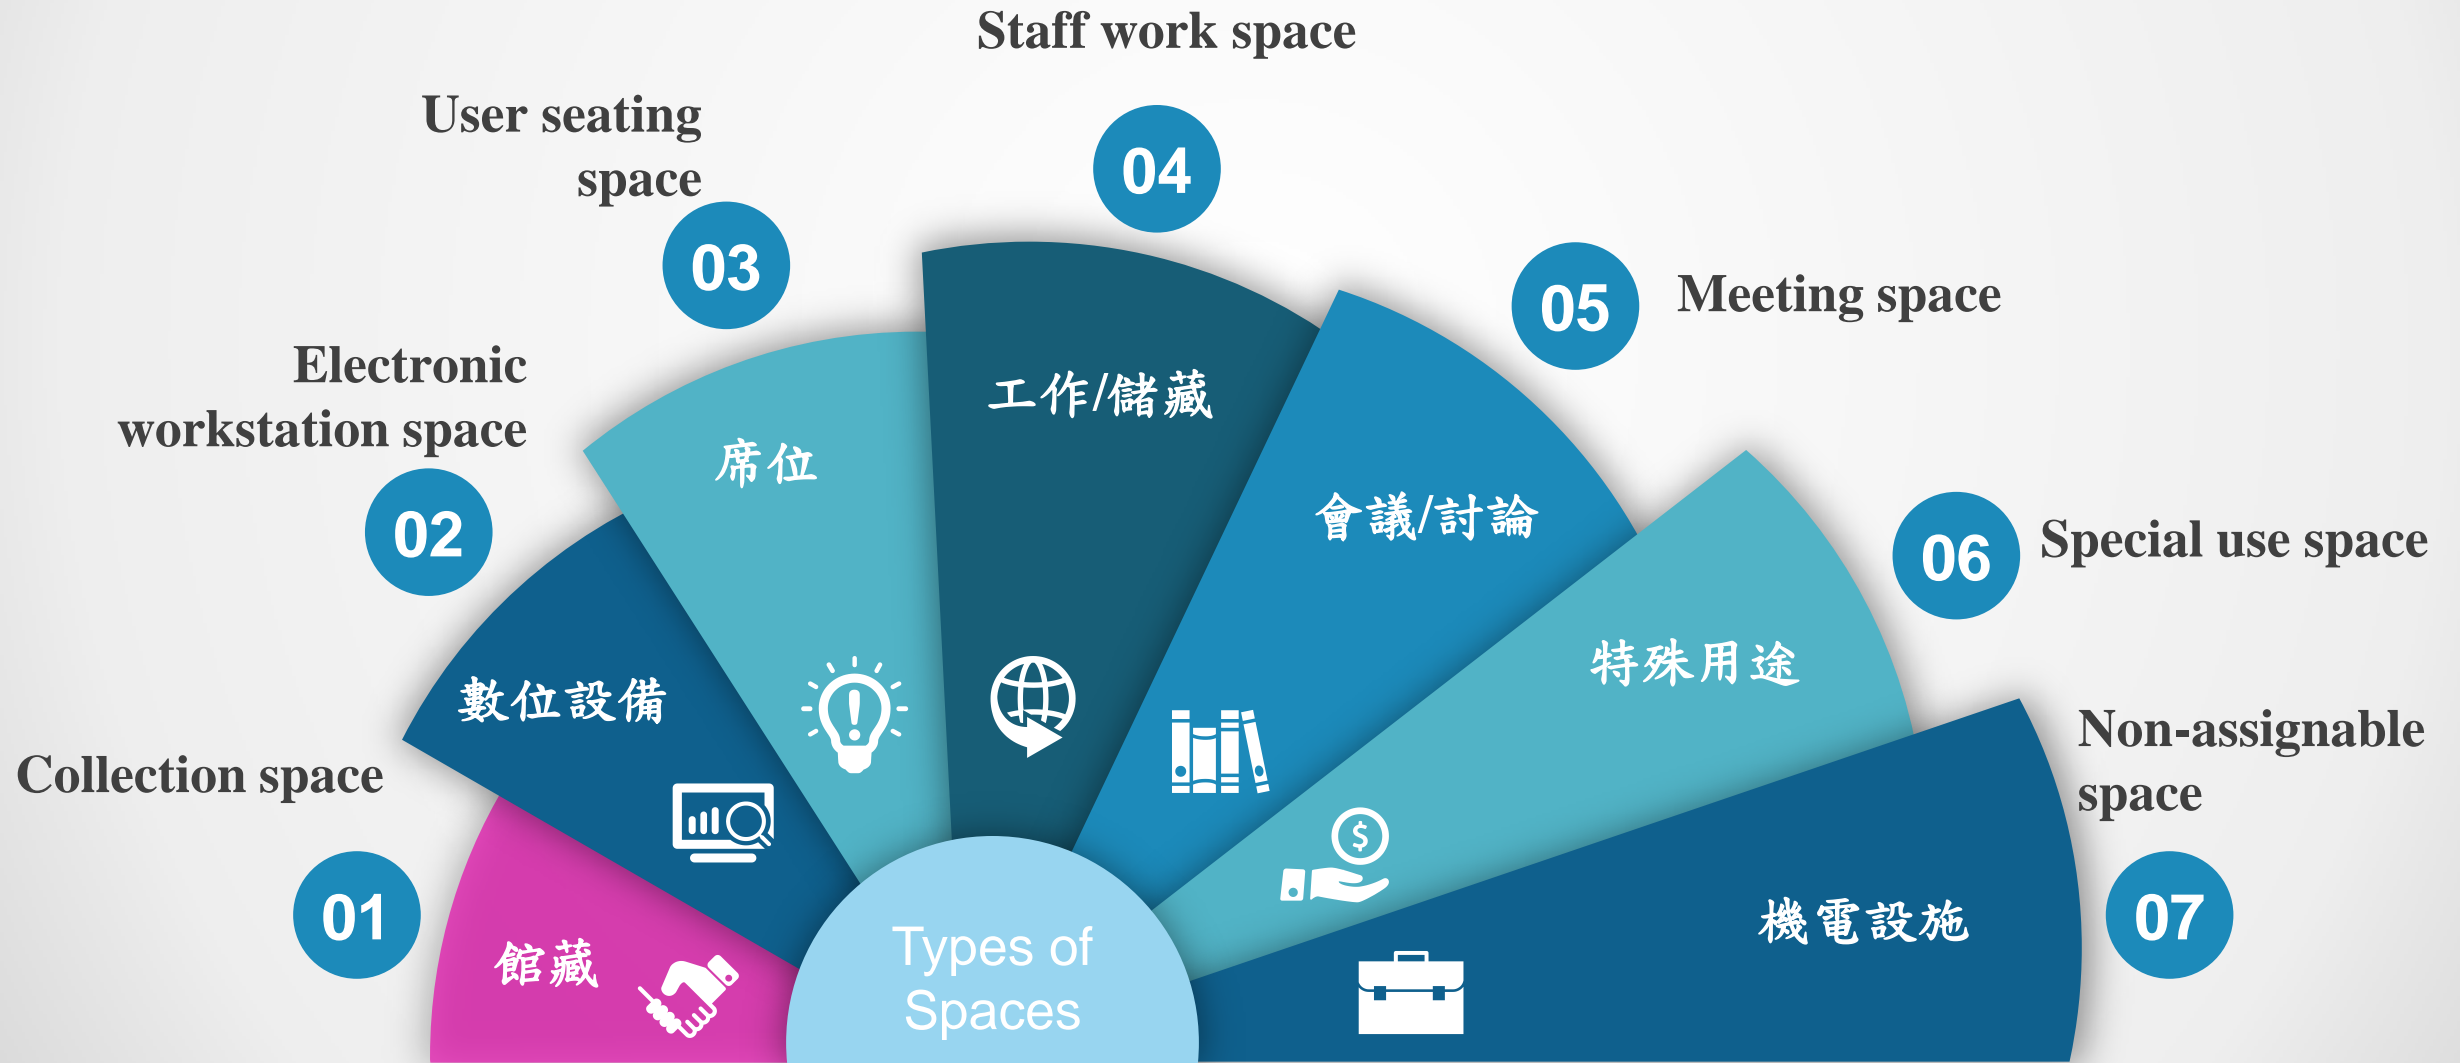 Staff work space
04
User seating
space
03
05
Meeting space
Electronic
workstation space
02
工作/儲藏
席位
會議/討論
06
Special use space
特殊用途
數位設備
Collection space
01
Non-assignable
space
07
館藏
機電設施
Types of
Spaces